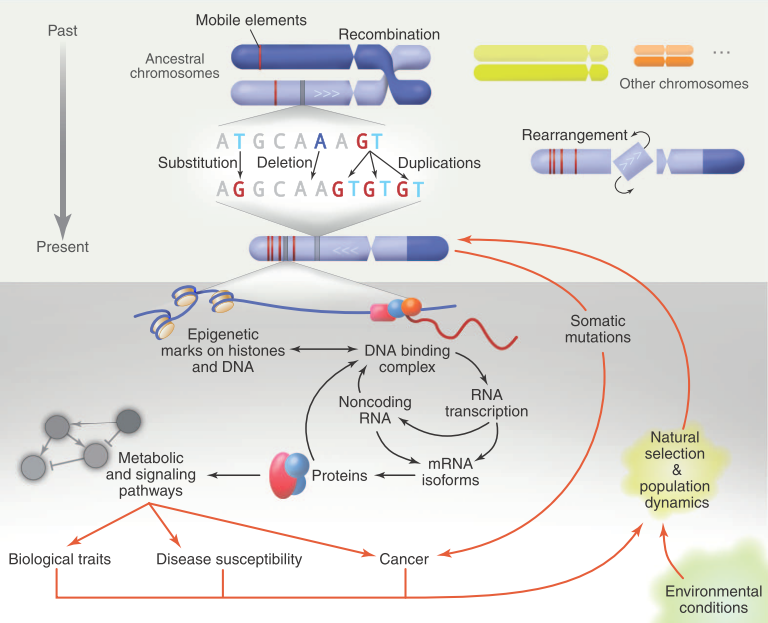 Past
Mobile elements
Recombination
Ancestral
chromosomes
>>>
...
Other chromosomes
ATGCAAAGT
Substitution
Deletion
Duplications
AGGCAAGTGTGT
Rearrangement
>>>
Present
<<<
Somatic
mutations
Epigenetic
marks on histones
and DNA
DNA binding
complex
Noncoding
RNA
RNA
transcription
mRNA
isoforms
Proteins
Metabolic
and signaling
pathways
Natural
selection
&
population
dynamics
Biological traits
Disease susceptibility
Cancer
Environmental
conditions